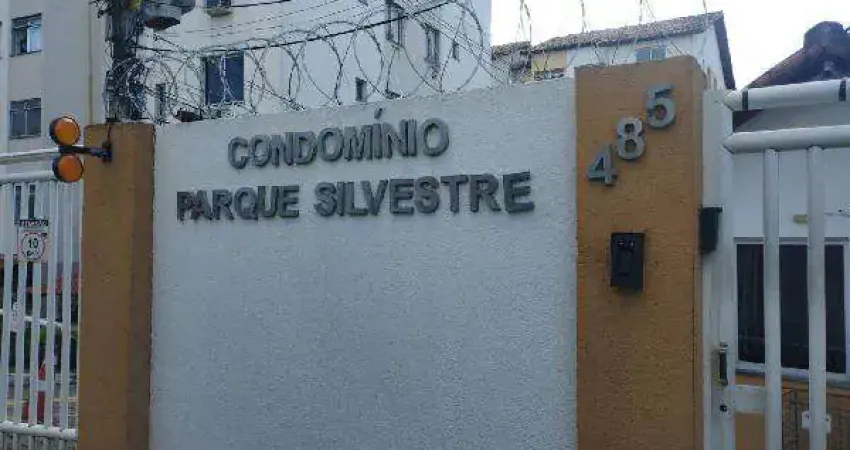 CONDOMÍNIO
PARQUE SILVESTRE
485
10